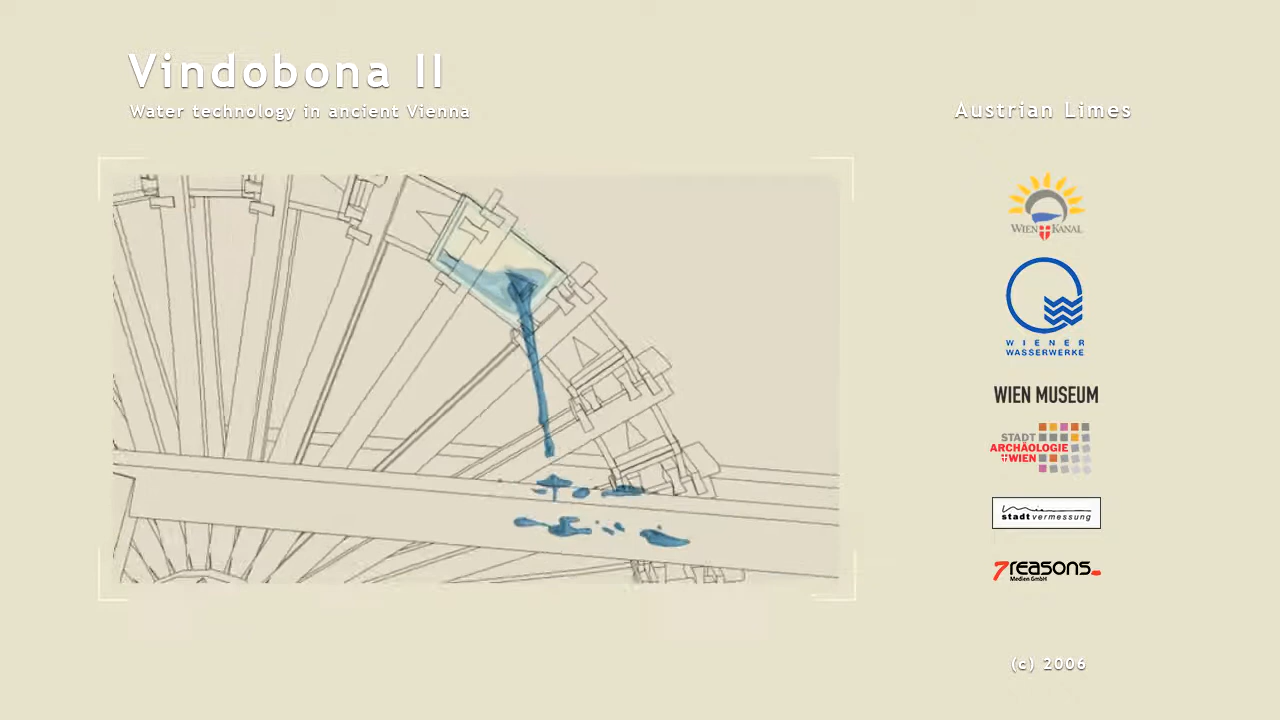 Vindobona II
Water technology in ancient Vienna
Austrian Limes
WIEN KANAL
WIENER
WASSERWERKE
WIEN MUSEUM
STADT
ARCHÄOLOGIE
WIEN
stadtvermessung
7reasons
Medien GmbH
(c) 2006